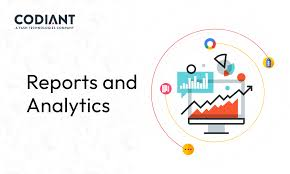 CODIANT
A YASH TECHNOLOGIES COMPANY
Reports and
Analytics